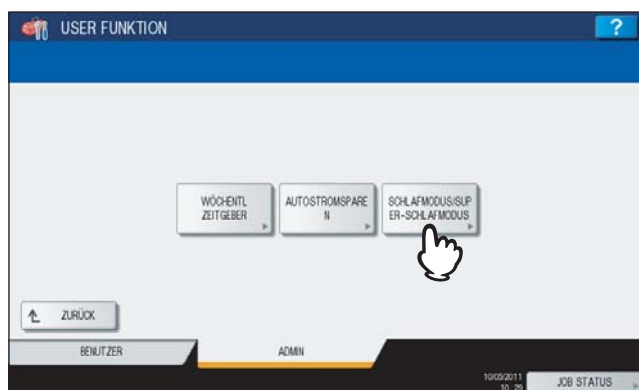 USER FUNKTION
?
WÖCHENTL
ZEITGEBER
AUTOSTROMSPARE
N
SCHLAFMODUS/SUP
ER-SCHLAFMODUS
ZURÜCK
BENUTZER
ADMIN
10/05/2011
10 : 29
JOB STATUS